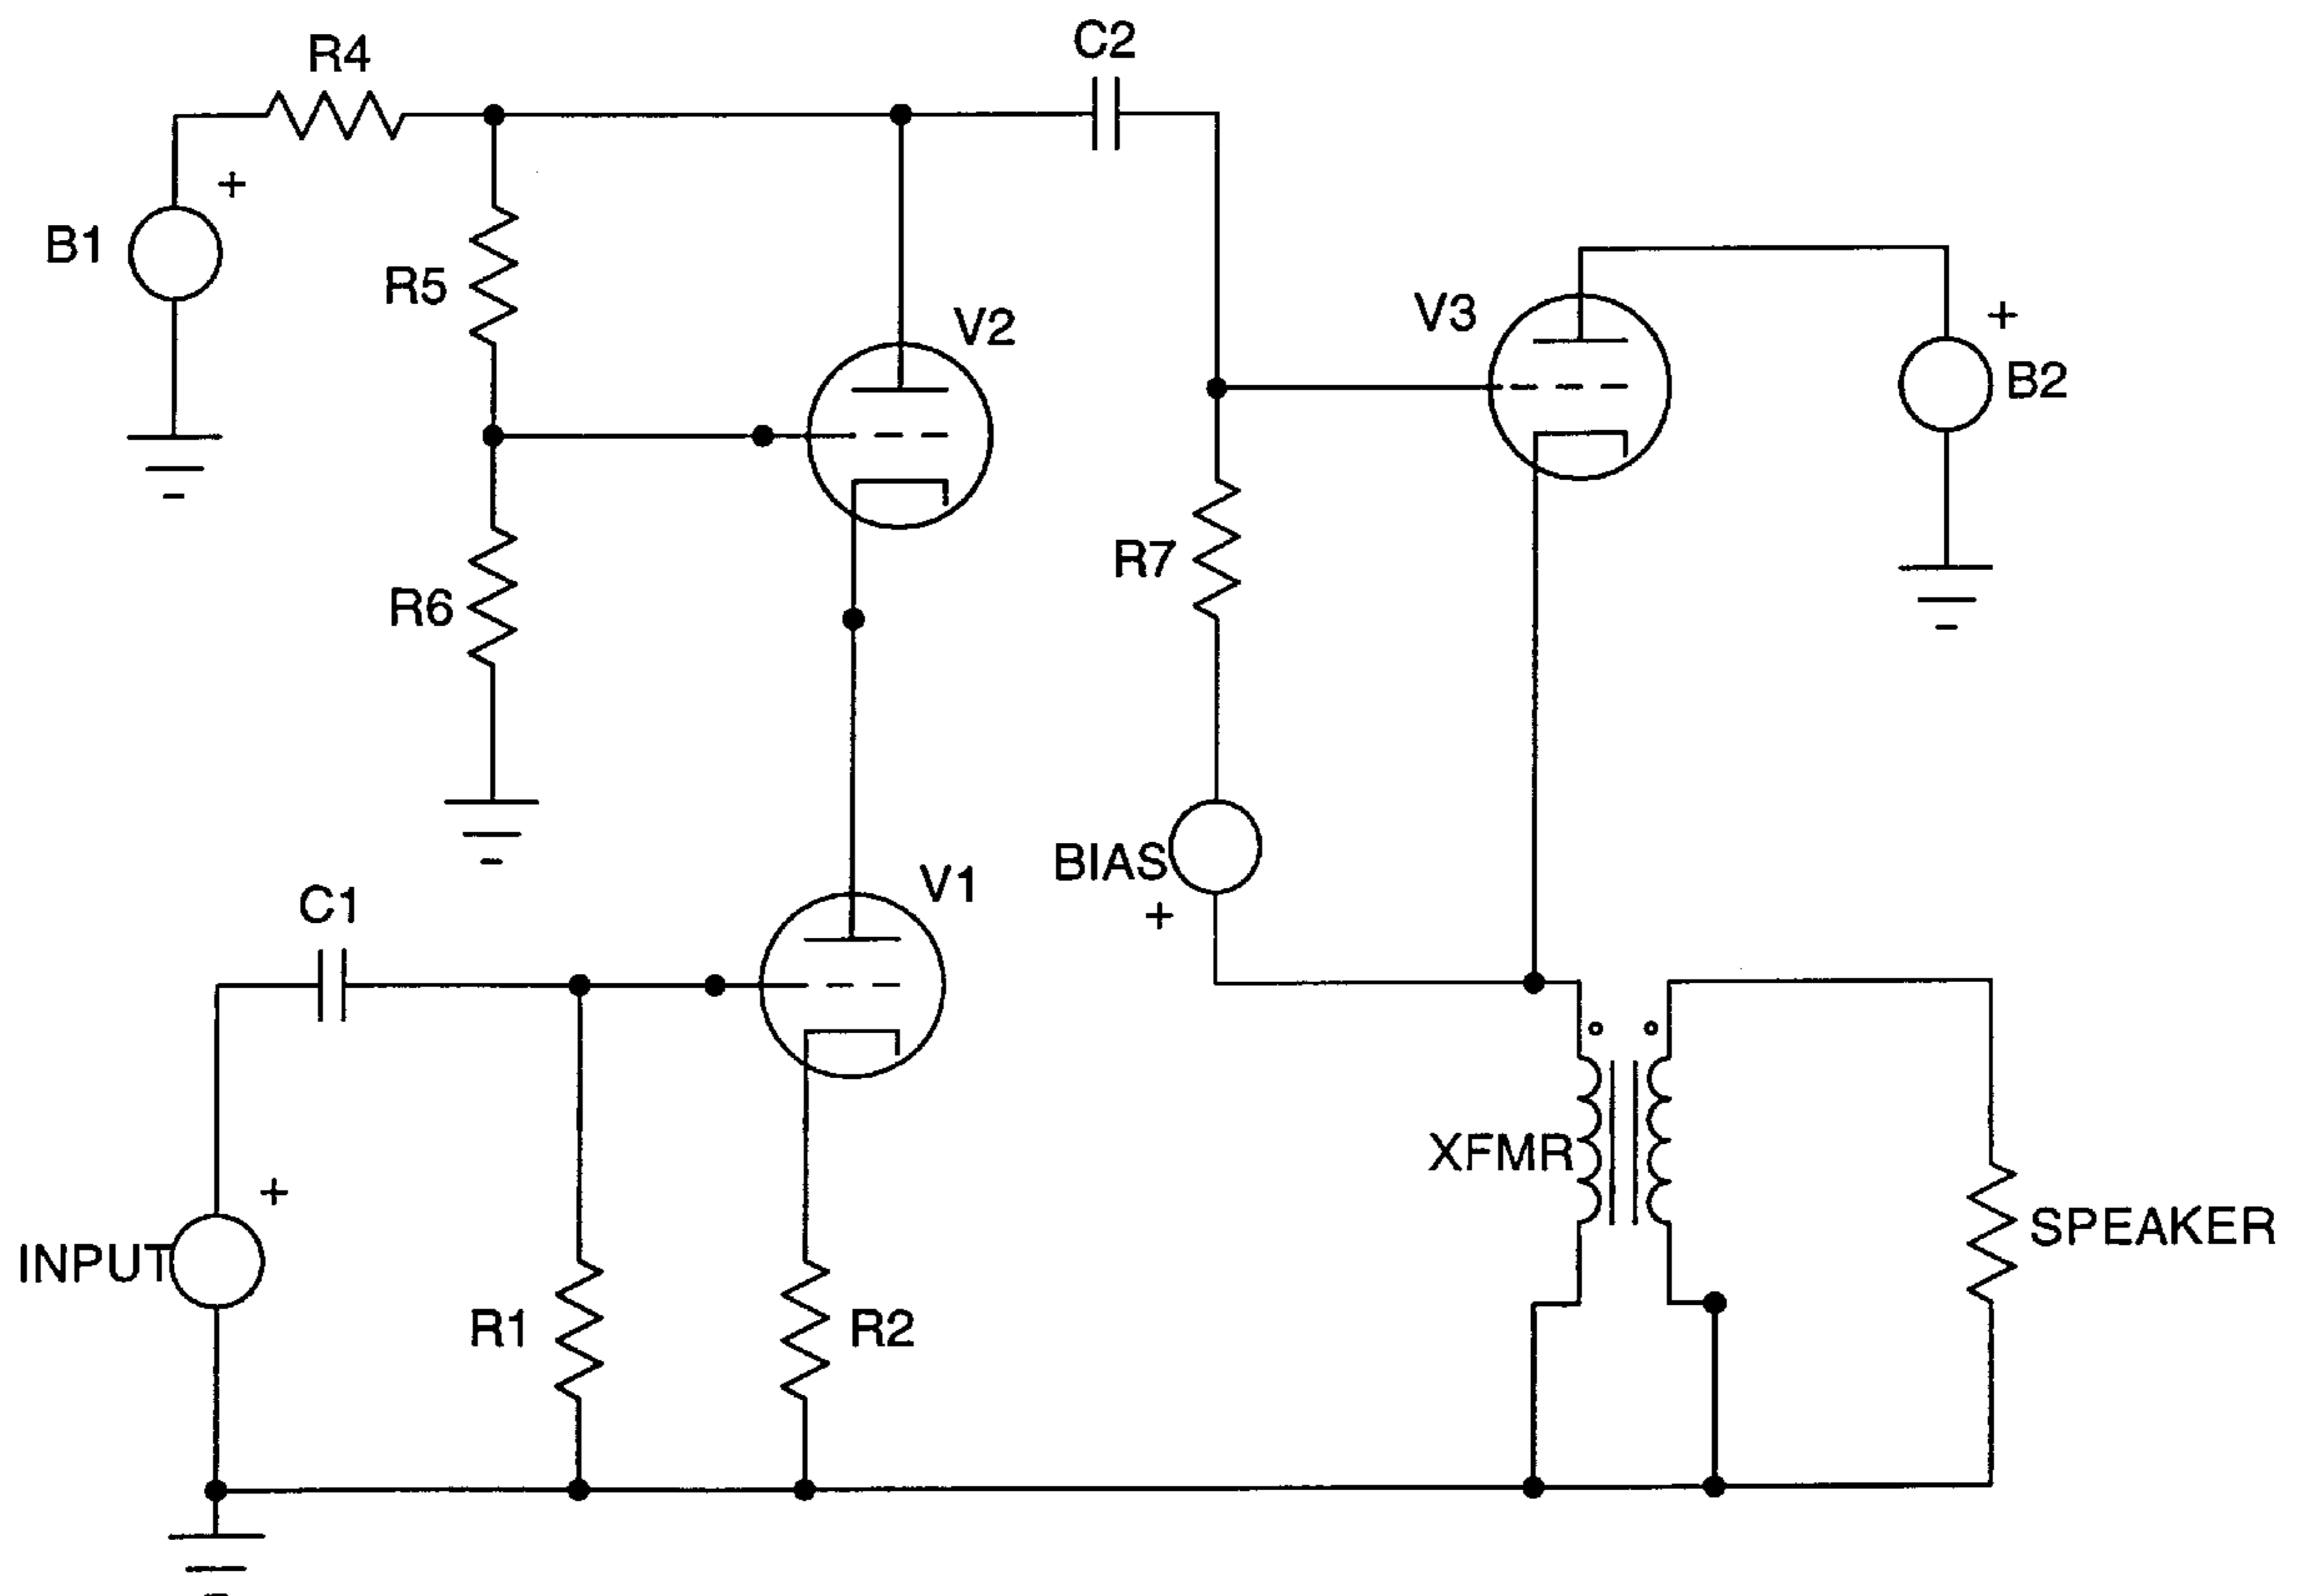 C2
R4
+
B1
R5
V2
V3
+
B2
R6
R7
BIAS
+
C1
V1
XFMR
+
INPUT
R1
R2
SPEAKER